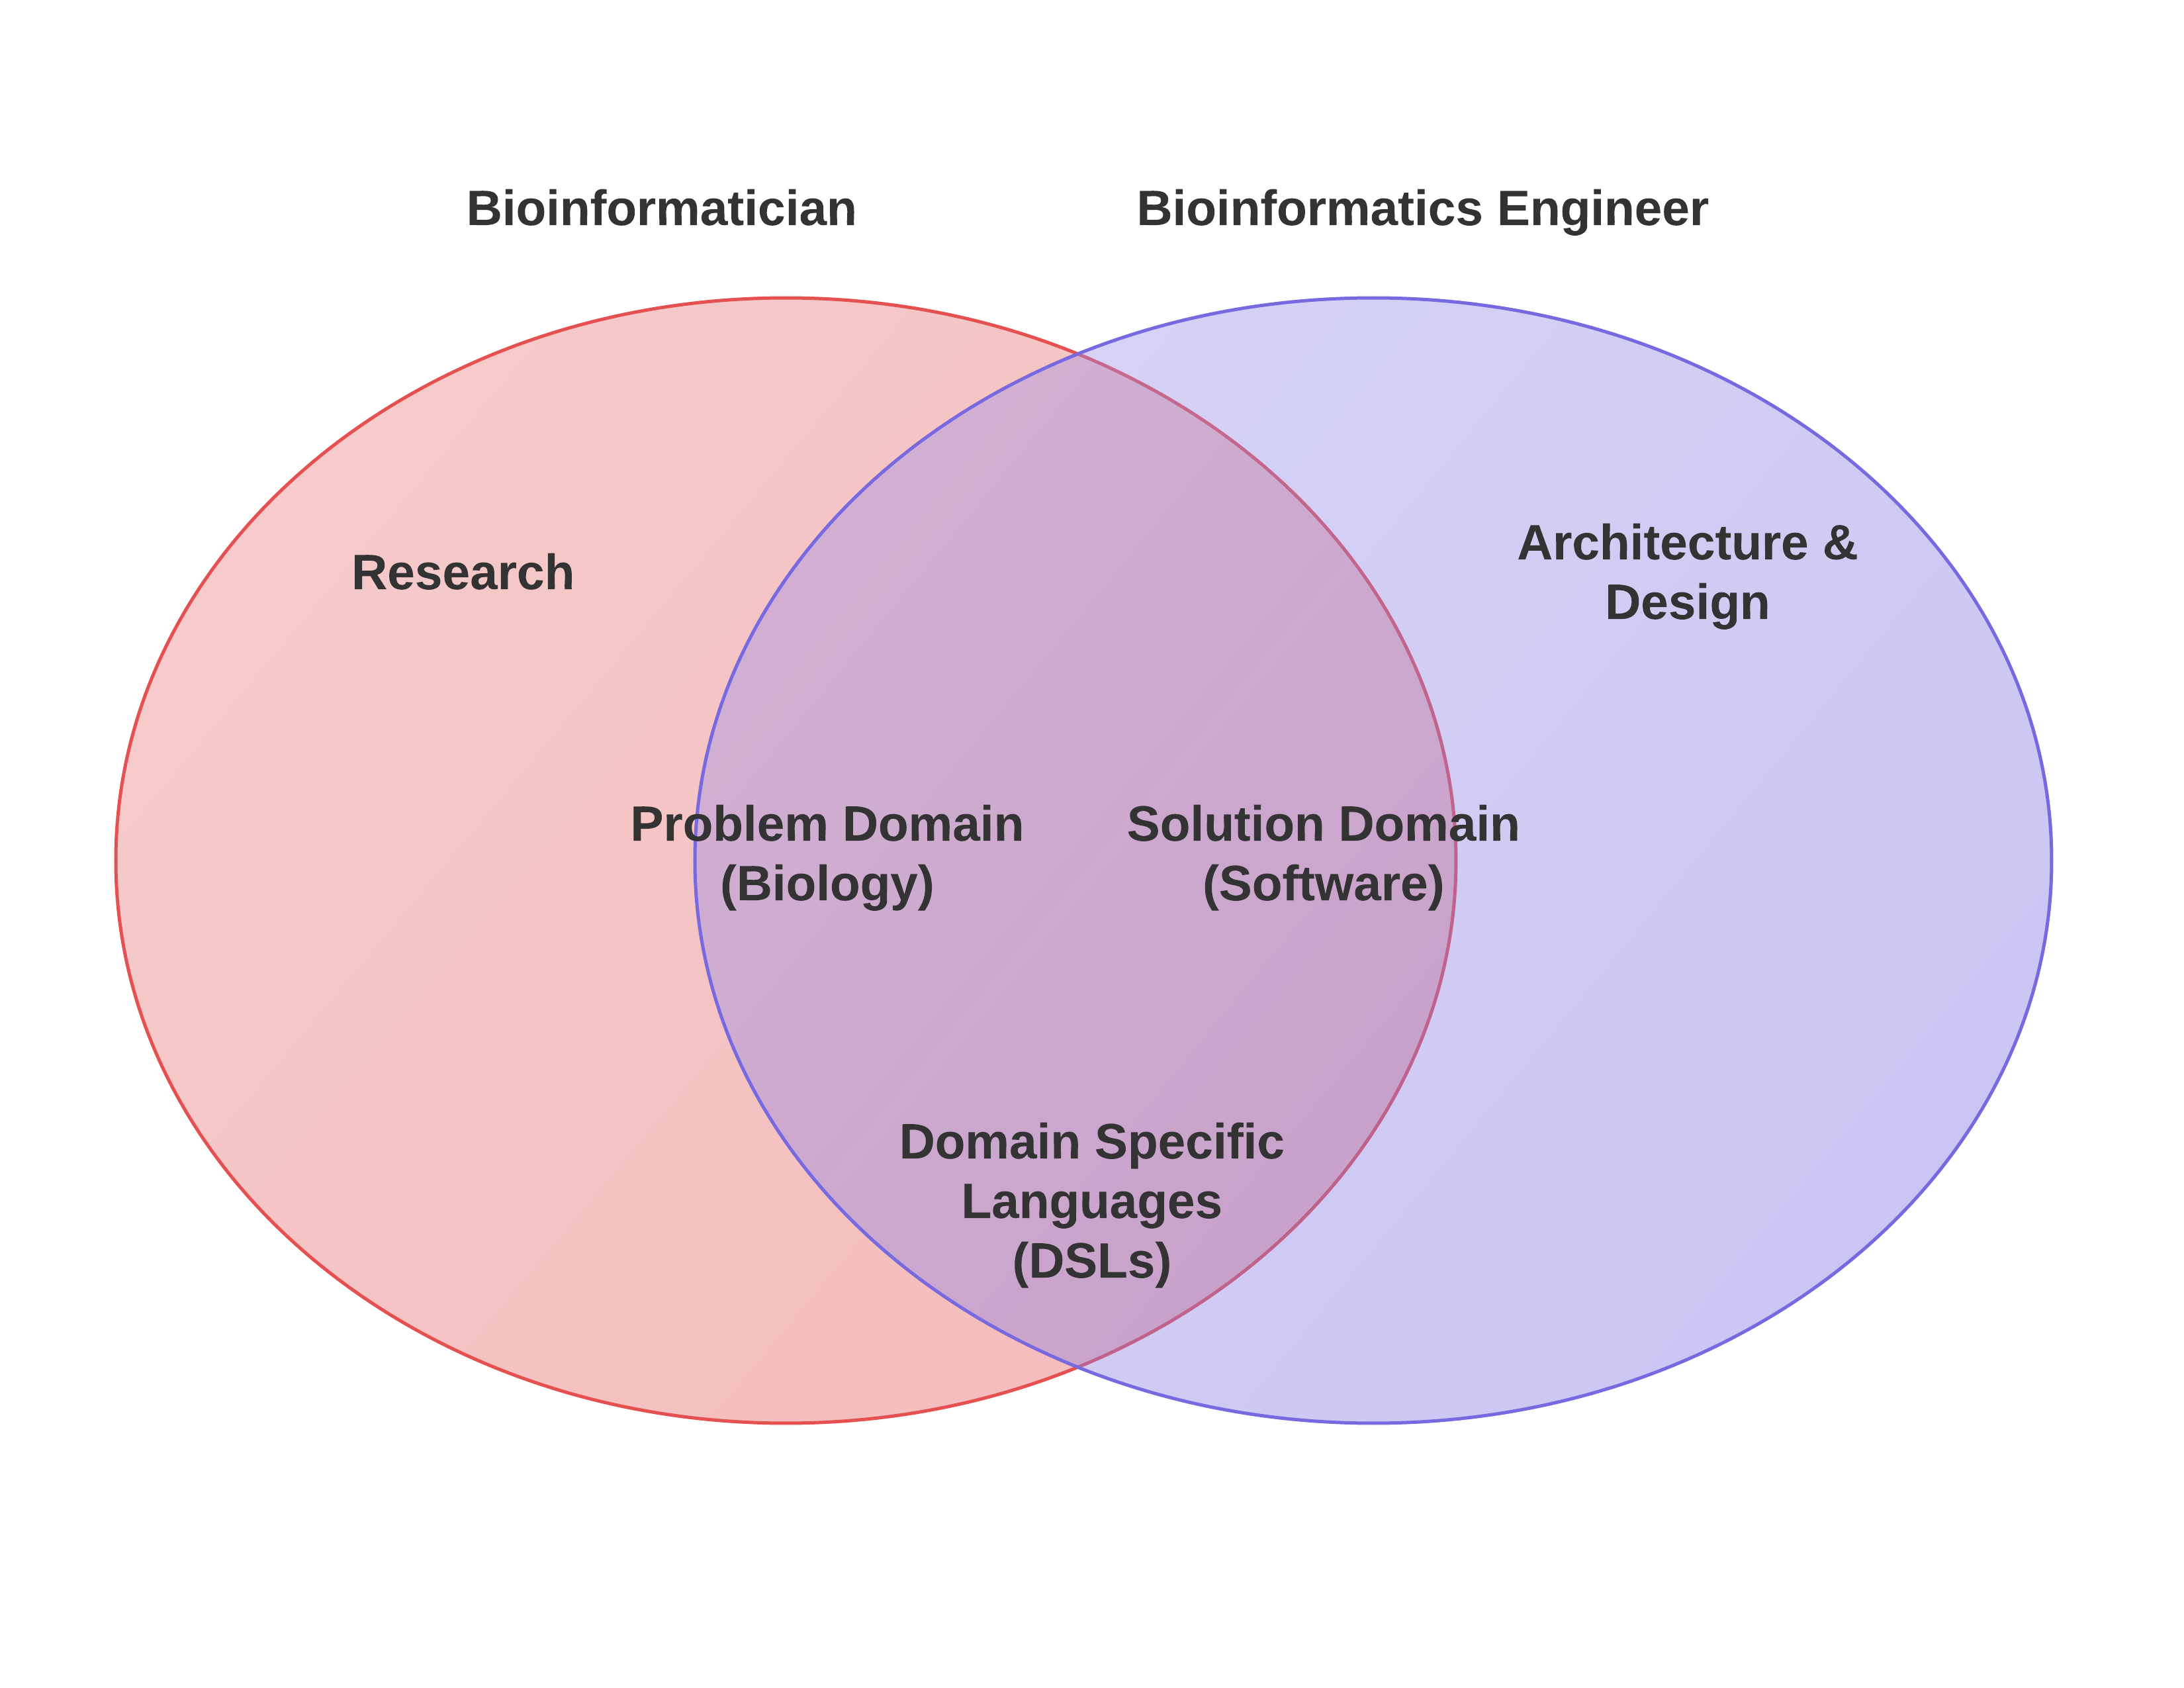 Bioinformatician
Bioinformatics Engineer
Research
Architecture &
Design
Problem Domain
(Biology)
Solution Domain
(Software)
Domain Specific
Languages
(DSLs)